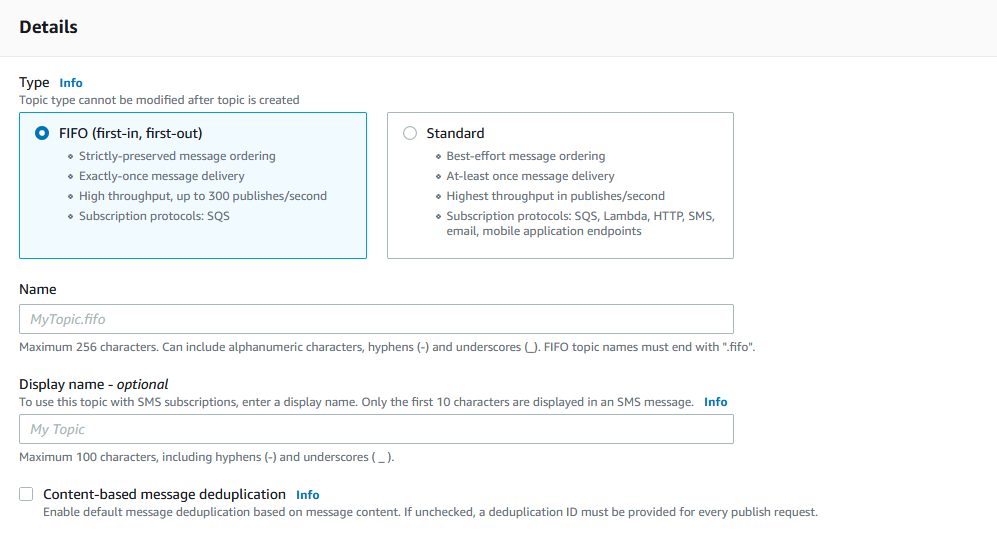 Details
Type Info
Topic type cannot be modified after topic is created
FIFO (first-in, first-out)
Strictly-preserved message ordering
Exactly-once message delivery
High throughput, up to 300 publishes/second
Subscription protocols: SQS
Standard
Best-effort message ordering
At-least once message delivery
Highest throughput in publishes/second
Subscription protocols: SQS, Lambda, HTTP, SMS,
email, mobile application endpoints
Name
MyTopic.fifo
Maximum 256 characters. Can include alphanumeric characters, hyphens (-) and underscores (_). FIFO topic names must end with ".fifo".
Display name - optional
To use this topic with SMS subscriptions, enter a display name. Only the first 10 characters are displayed in an SMS message. Info
My Topic
Maximum 100 characters, including hyphens (-) and underscores ( _ ).
Content-based message deduplication Info
Enable default message deduplication based on message content. If unchecked, a deduplication ID must be provided for every publish request.